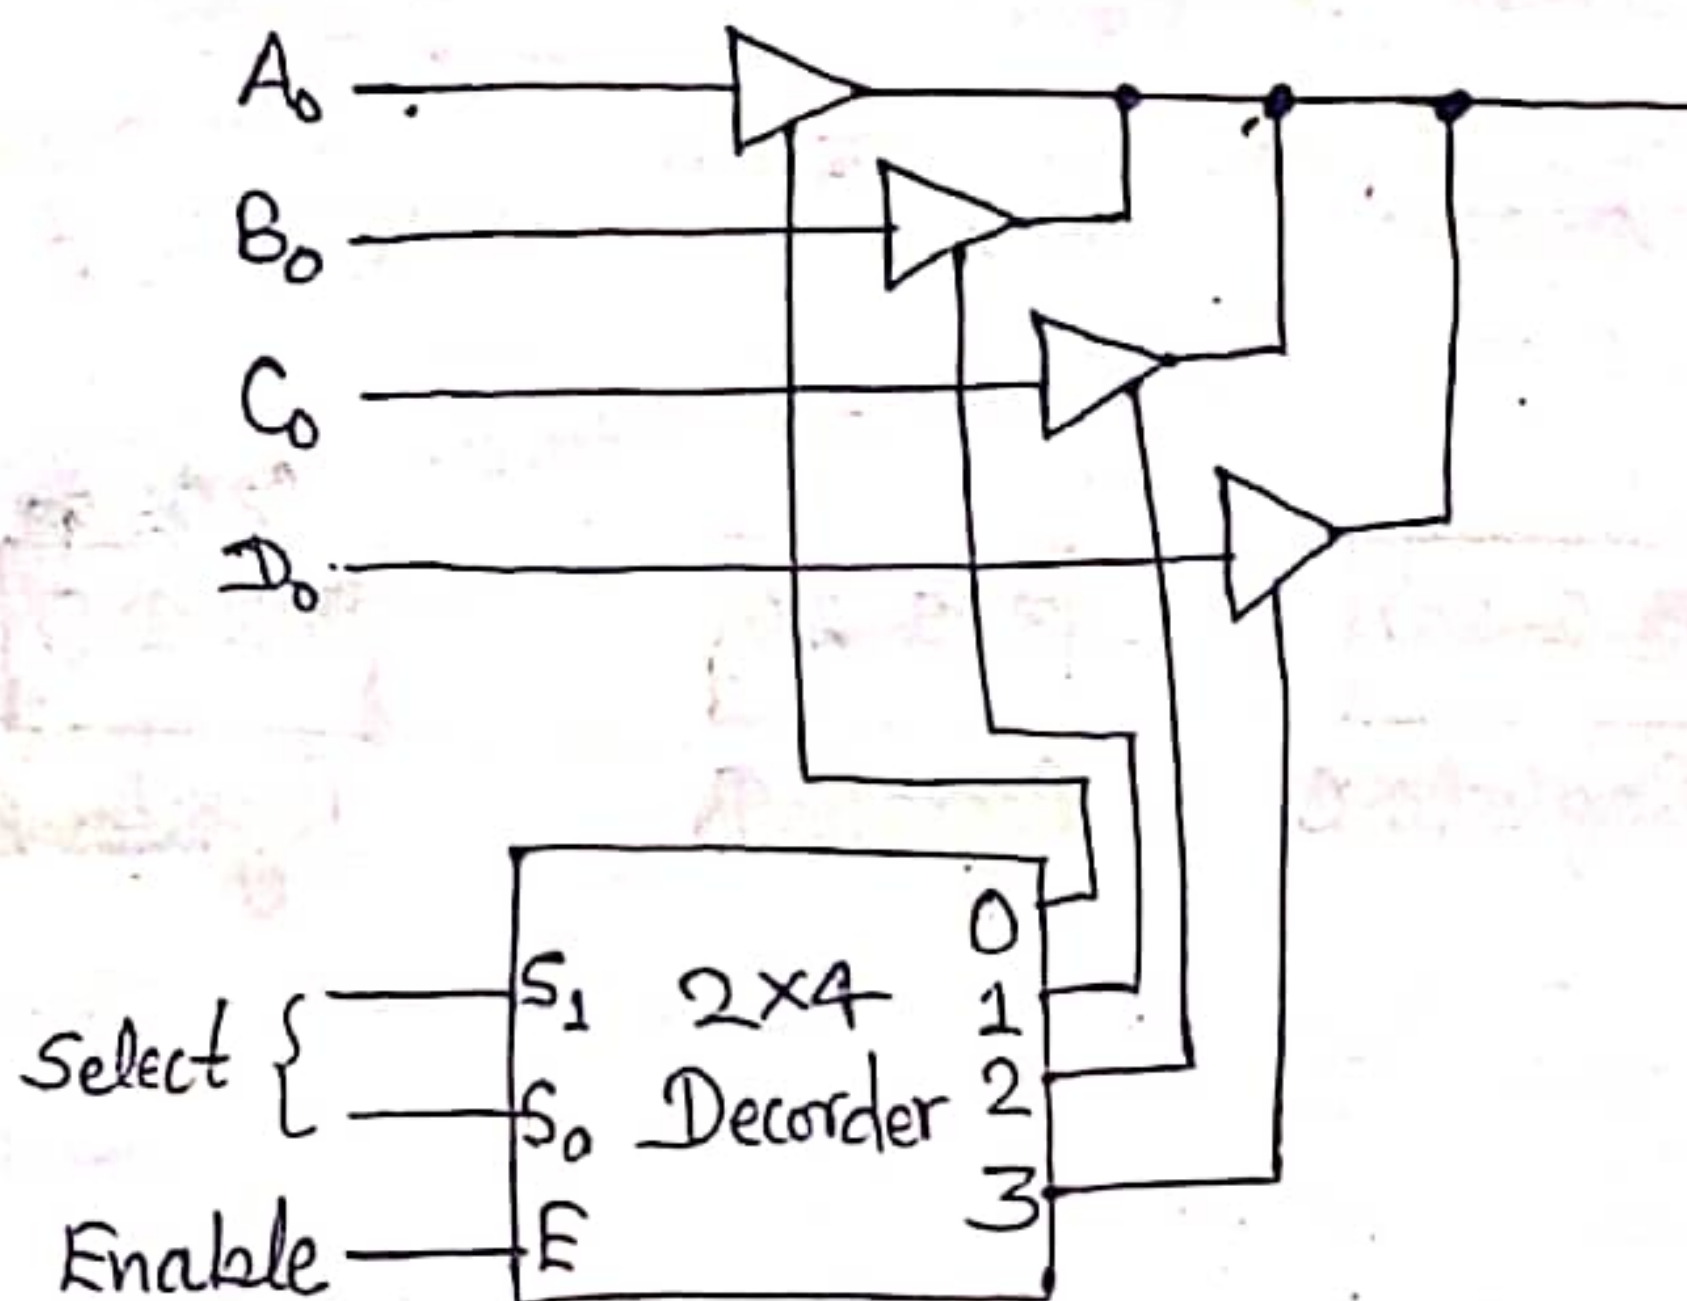 A₀
B₀
C₀
D₀
0
S₁ 2×4 1
Select { 2
S₀ Decorder
3
Enable E